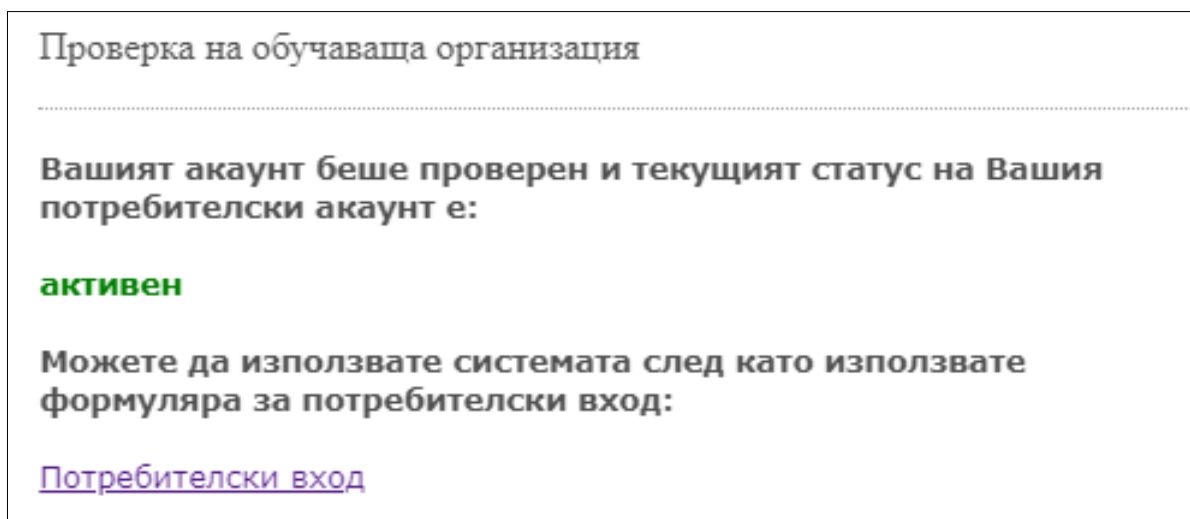 Проверка на обучаваща организация
Вашият акаунт беше проверен и текущият статус на Вашия
потребителски акаунт е:
активен
Можете да използвате системата след като използвате
формуляра за потребителски вход:
Потребителски вход